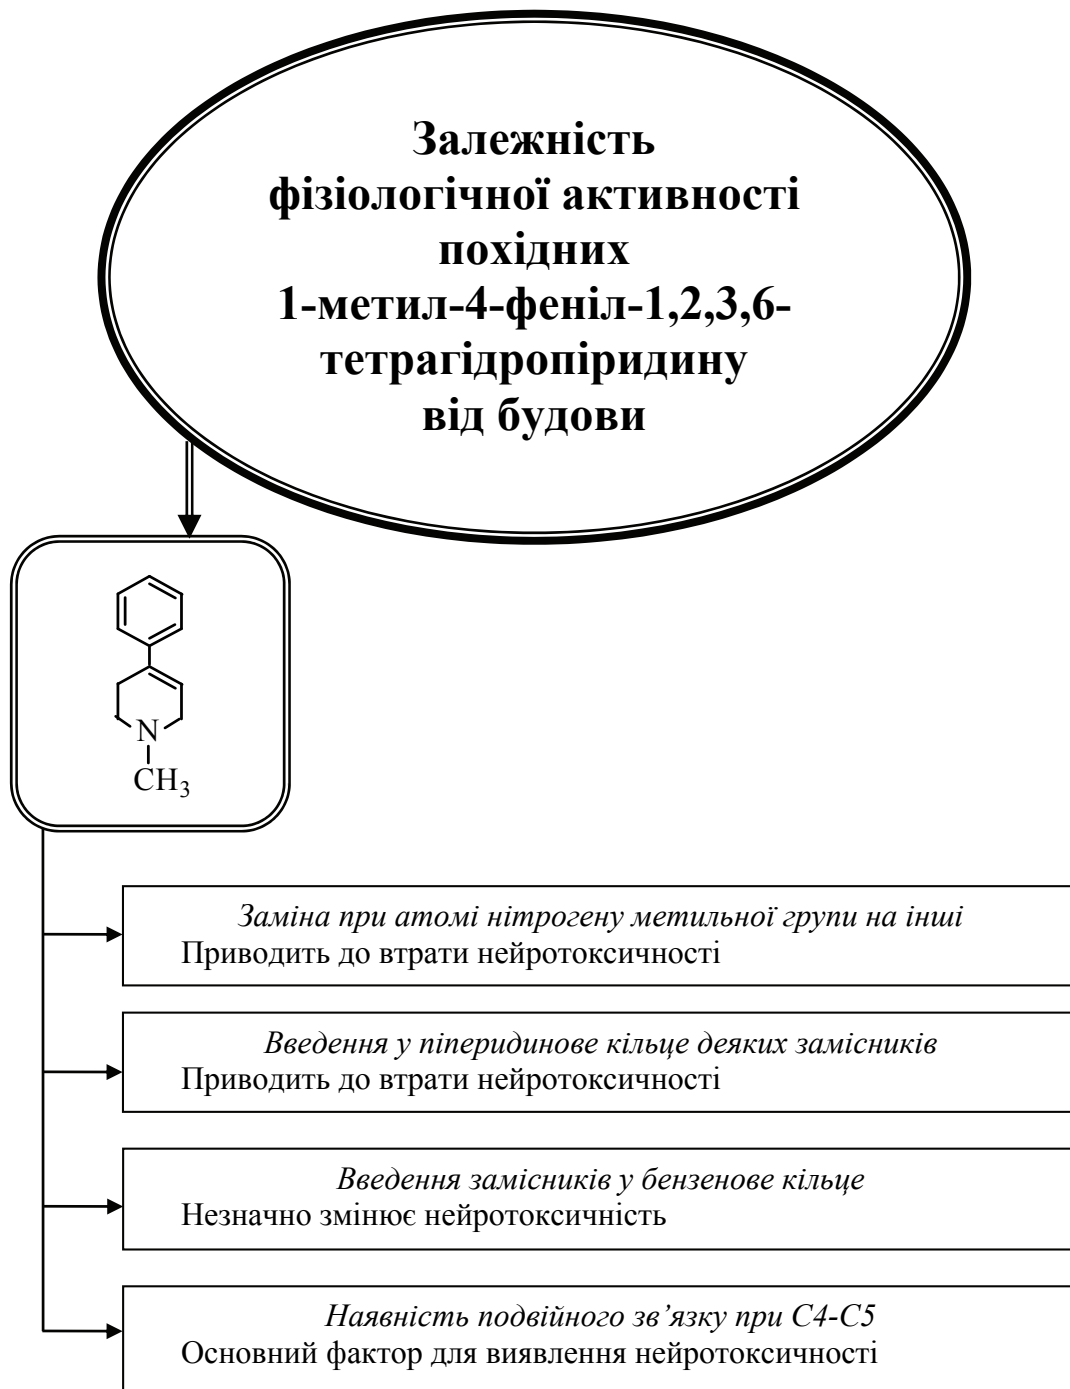 Залежність
фізіологічної активності
похідних
1-метил-4-феніл-1,2,3,6-
тетрагідропіридину
від будови
N
CH3
Заміна при атомі нітрогену метильної групи на інші
Приводить до втрати нейротоксичності
Введення у піперидинове кільце деяких замісників
Приводить до втрати нейротоксичності
Введення замісників у бензенове кільце
Незначно змінює нейротоксичність
Наявність подвійного зв’язку при С4-С5
Основний фактор для виявлення нейротоксичності